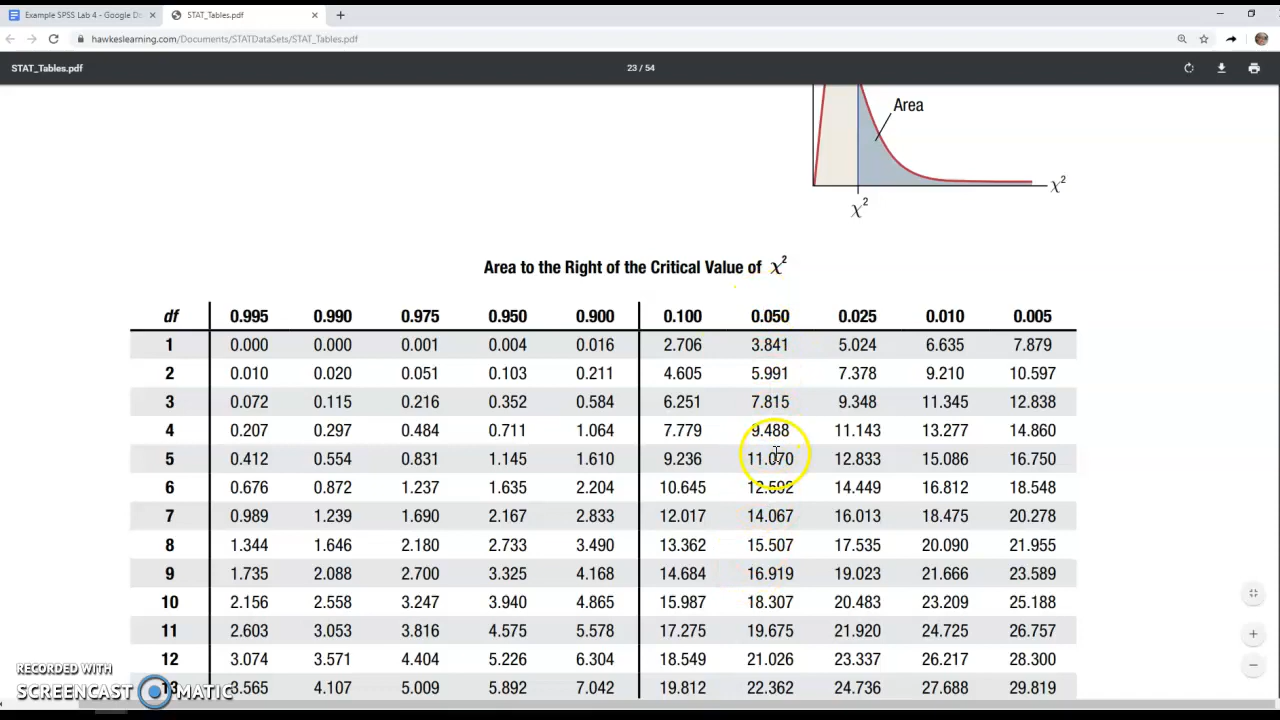 Example SPSS Lab 4 - Google D
STAT_Tables.pdf
hawkeslearning.com/Documents/STATDataSets/STAT_Tables.pdf
STAT_Tables.pdf
23 / 54
Area
χ2
χ2
Area to the Right of the Critical Value of χ2
df 0.995 0.990 0.975 0.950 0.900 0.100 0.050 0.025 0.010 0.005
1 0.000 0.000 0.001 0.004 0.016 2.706 3.841 5.024 6.635 7.879
2 0.010 0.020 0.051 0.103 0.211 4.605 5.991 7.378 9.210 10.597
3 0.072 0.115 0.216 0.352 0.584 6.251 7.815 9.348 11.345 12.838
4 0.207 0.297 0.484 0.711 1.064 7.779 9.488 11.143 13.277 14.860
5 0.412 0.554 0.831 1.145 1.610 9.236 11.070 12.833 15.086 16.750
6 0.676 0.872 1.237 1.635 2.204 10.645 12.592 14.449 16.812 18.548
7 0.989 1.239 1.690 2.167 2.833 12.017 14.067 16.013 18.475 20.278
8 1.344 1.646 2.180 2.733 3.490 13.362 15.507 17.535 20.090 21.955
9 1.735 2.088 2.700 3.325 4.168 14.684 16.919 19.023 21.666 23.589
10 2.156 2.558 3.247 3.940 4.865 15.987 18.307 20.483 23.209 25.188
11 2.603 3.053 3.816 4.575 5.578 17.275 19.675 21.920 24.725 26.757
12 3.074 3.571 4.404 5.226 6.304 18.549 21.026 23.337 26.217 28.300
13 3.565 4.107 5.009 5.892 7.042 19.812 22.362 24.736 27.688 29.819
RECORDED WITH
SCREENCAST MATIC